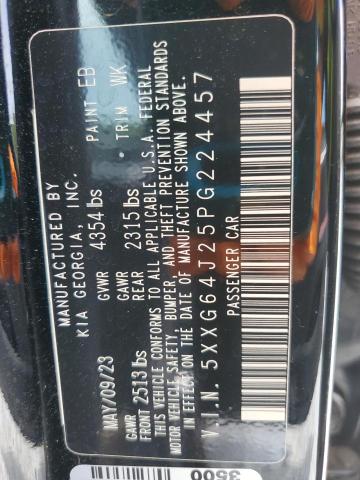 MANUFACTURED BY
KIA GEORGIA, INC.
MAY/09/23 GVWR 4354 lbs PAINT EB
GAWR GAWR
FRONT 2513 lbs REAR 2315 lbs TRIM WK
THIS VEHICLE CONFORMS TO ALL APPLICABLE U.S.A. FEDERAL
MOTOR VEHICLE SAFETY, BUMPER, AND THEFT PREVENTION STANDARDS
IN EFFECT ON THE DATE OF MANUFACTURE SHOWN ABOVE.
V.I.N. 5XXG64J25PG224457
PASSENGER CAR
3500